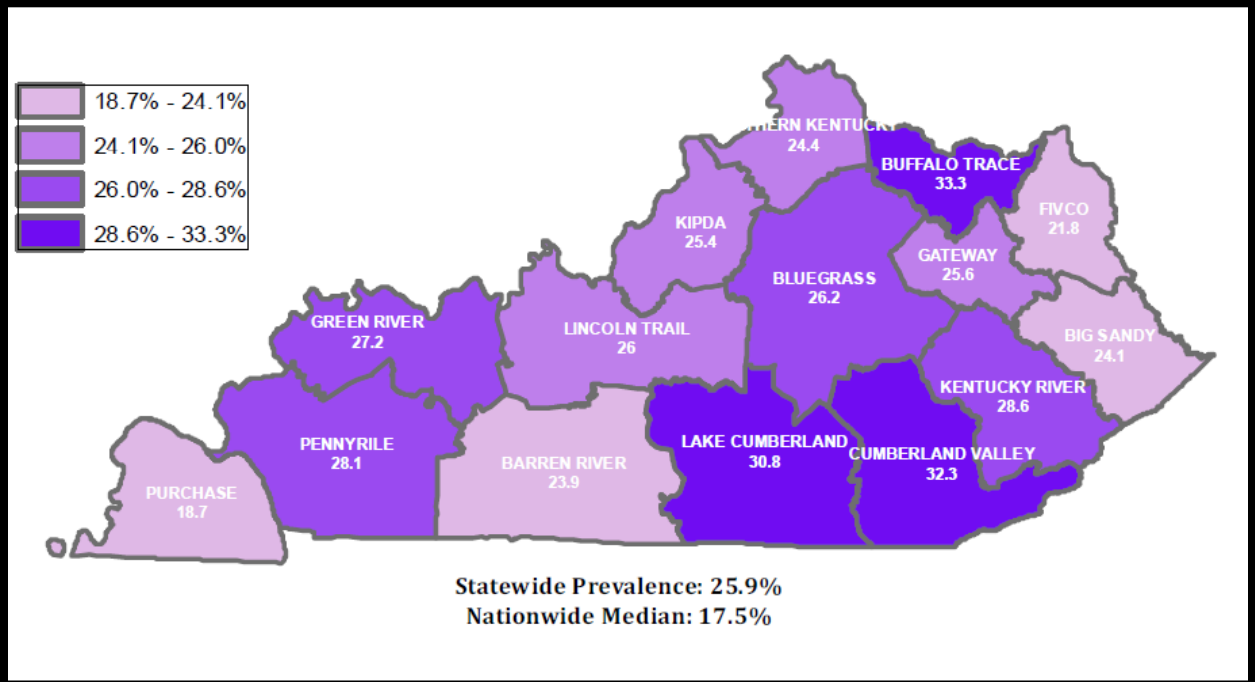 18.7% - 24.1%
24.1% - 26.0%
26.0% - 28.6%
28.6% - 33.3%
THERN KENTUCKY
24.4
BUFFALO TRACE
33.3
FIVCO
21.8
KIPDA
25.4
GATEWAY
25.6
BLUEGRASS
26.2
GREEN RIVER
27.2
LINCOLN TRAIL
26
BIG SANDY
24.1
KENTUCKY RIVER
28.6
PENNYRILE
28.1
LAKE CUMBERLAND
30.8
CUMBERLAND VALLEY
32.3
BARREN RIVER
23.9
PURCHASE
18.7
Statewide Prevalence: 25.9%
Nationwide Median: 17.5%